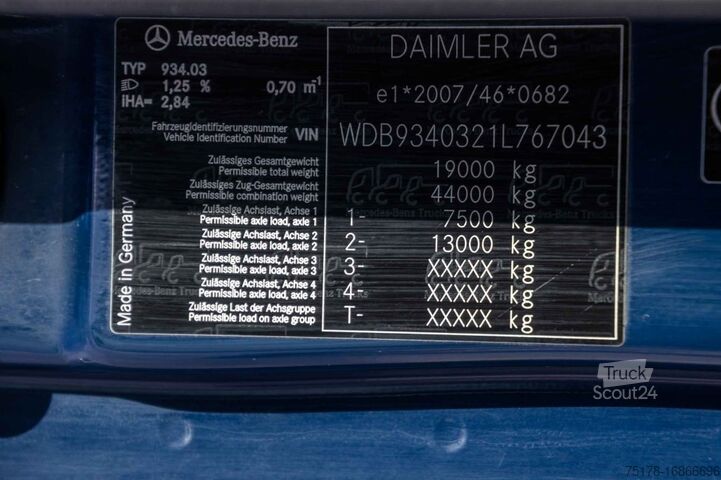 Mercedes-Benz
DAIMLER AG
TYP 934.03
1,25 % 0,70 m⁻¹
iHA= 2,84
e1*2007/46*0682
Fahrzeugidentifizierungsnummer
Vehicle Identification Number VIN WDB9340321L767043
Zulässiges Gesamtgewicht
Permissible total weight 19000 kg
Zulässiges Zug-Gesamtgewicht
Permissible combination weight 44000 kg
Zulässige Achslast, Achse 1
Permissible axle load, axle 1 1- 7500 kg
Zulässige Achslast, Achse 2
Permissible axle load, axle 2 2- 13000 kg
Zulässige Achslast, Achse 3
Permissible axle load, axle 3 3- XXXXX kg
Zulässige Achslast, Achse 4
Permissible axle load, axle 4 4- XXXXX kg
Zulässige Last der Achsgruppe
Permissible load on axle group T- XXXXX kg
Made in Germany
Truck
Scout24
75178-16866696